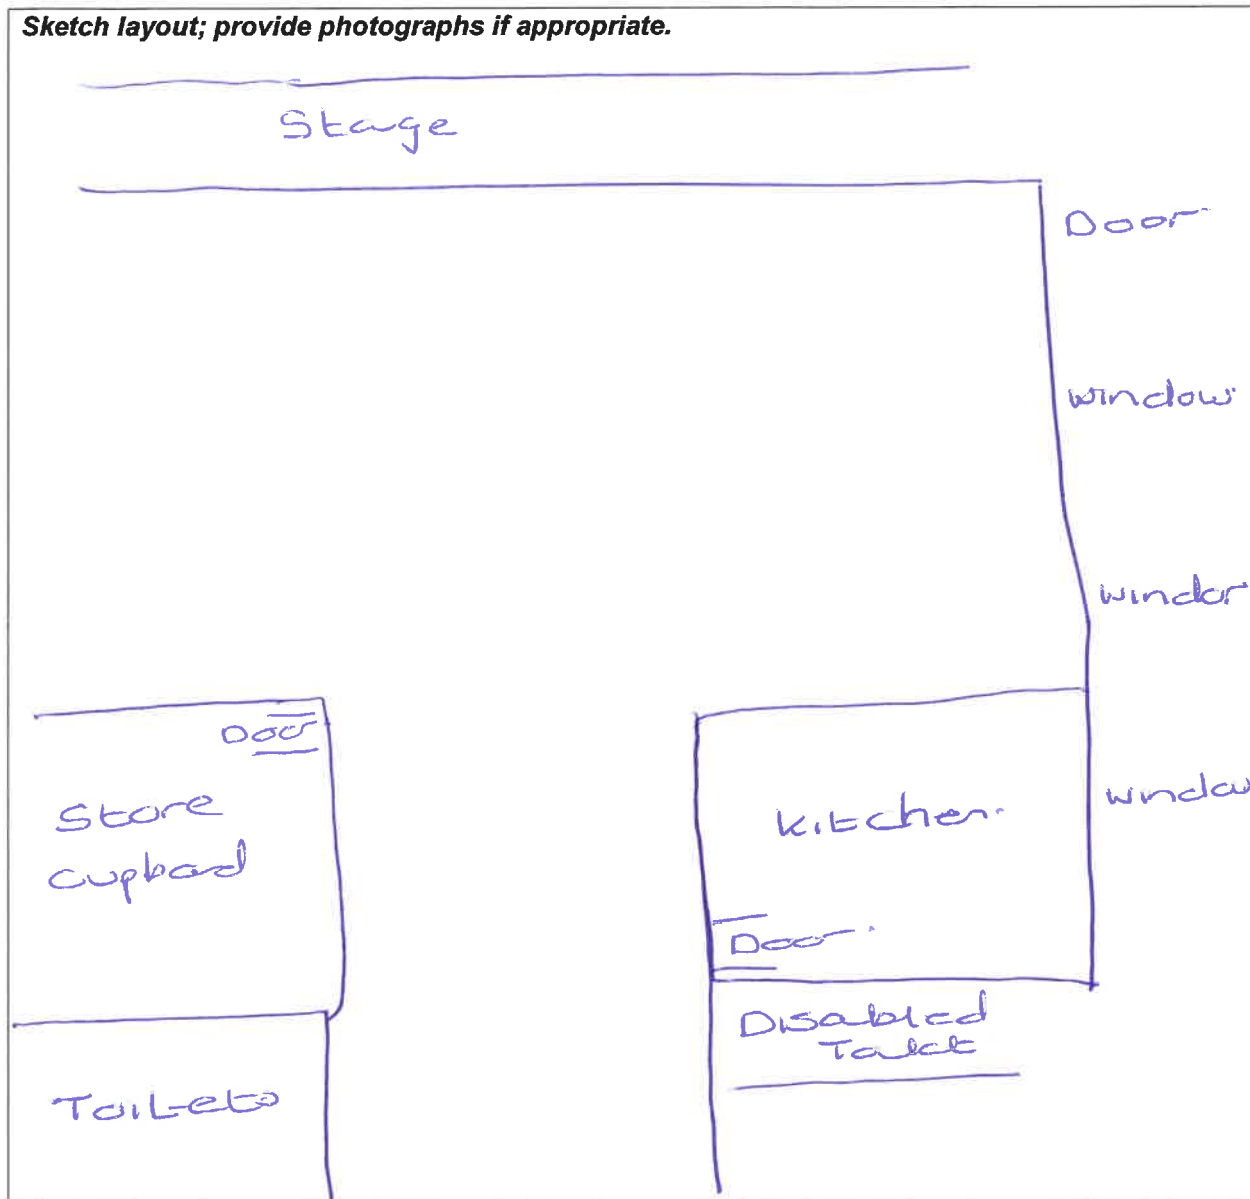 Sketch layout; provide photographs if appropriate.
Stage
Door
window
window
Door
Store
cupboard
Kitchen
window
Door
Disabled
Toilet
Toilets